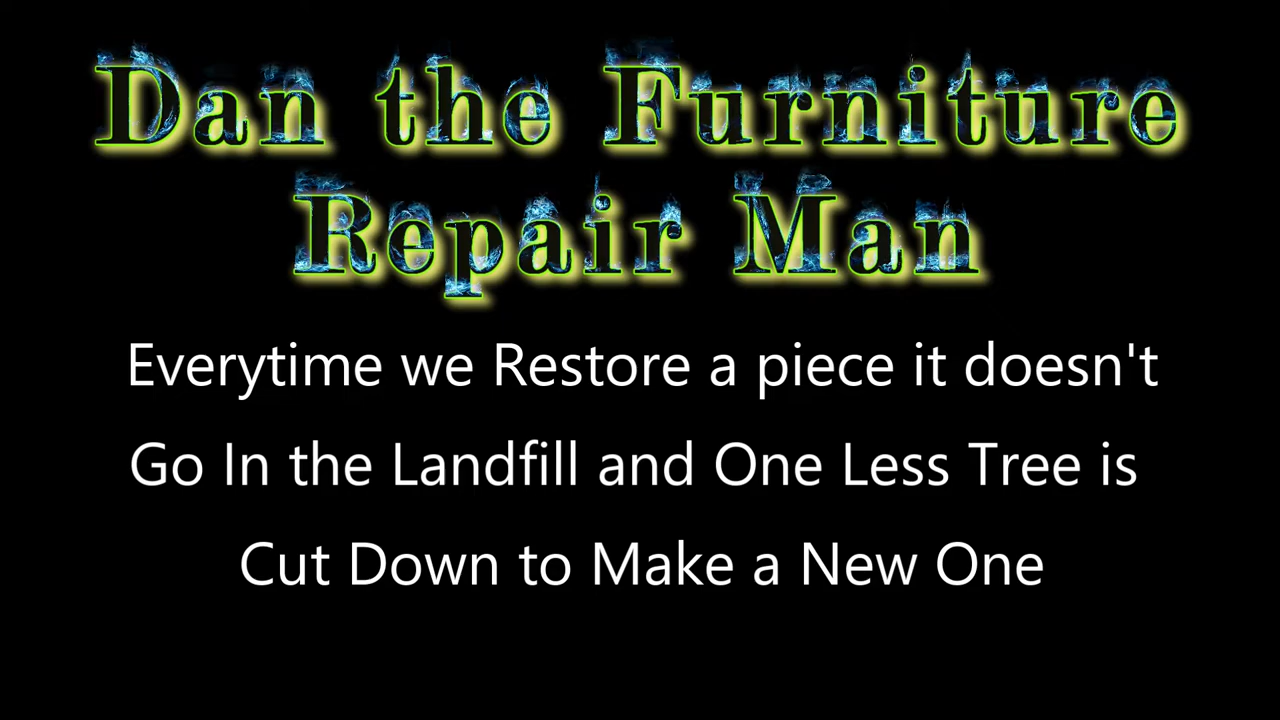 Dan the Furniture
Repair Man
Everytime we Restore a piece it doesn't
Go In the Landfill and One Less Tree is
Cut Down to Make a New One